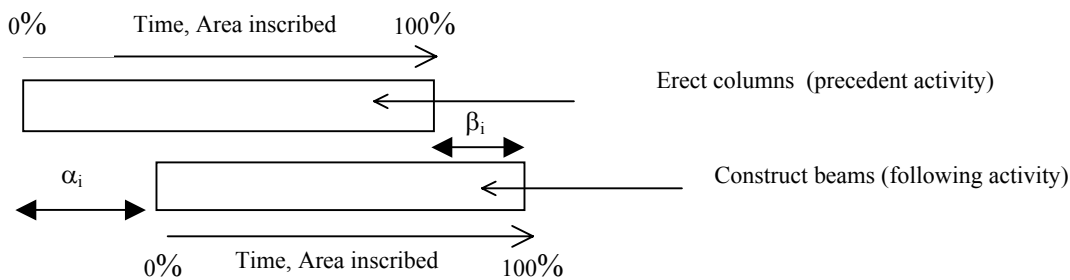 0% Time, Area inscribed 100%
Erect columns (precedent activity)
βi
αi
Construct beams (following activity)
0% Time, Area inscribed 100%